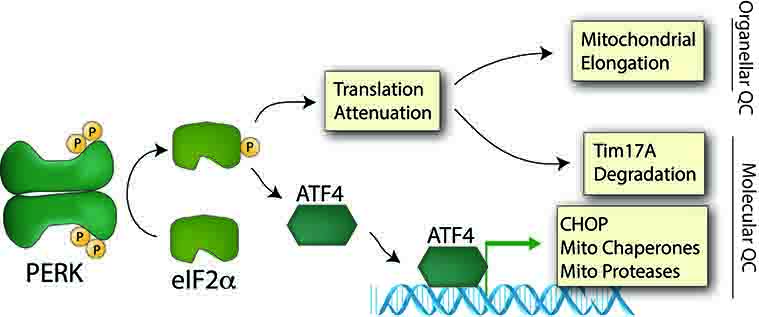 P
P
P
P
PERK
P
eIF2α
Translation
Attenuation
ATF4
ATF4
Mitochondrial
Elongation
Tim17A
Degradation
CHOP
Mito Chaperones
Mito Proteases
Organellar QC
Molecular QC